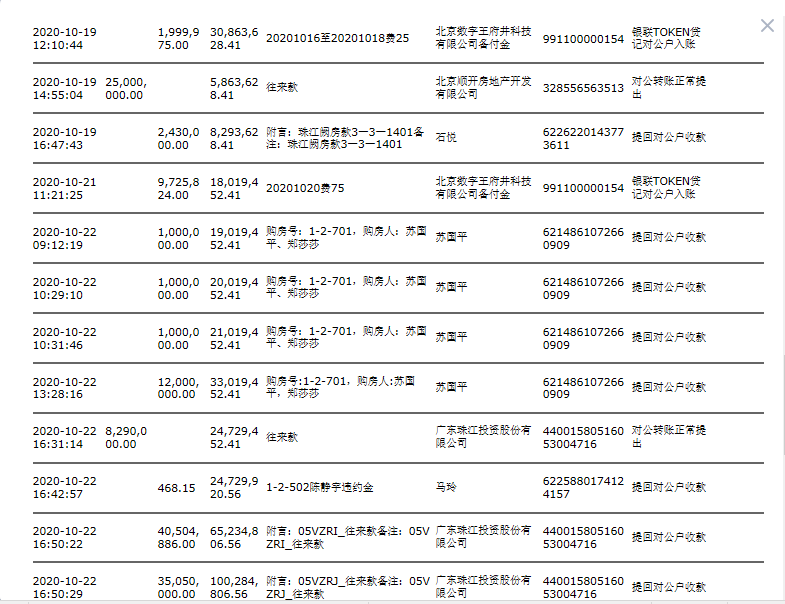 2020-10-19 12:10:44 1,999,975.00 30,863,628.41 20201016至20201018费25 北京数字王府井科技有限公司备付金 991100000154 银联TOKEN贷记对公户入账
2020-10-19 14:55:04 25,000,000.00 5,863,628.41 往来款 北京顺开房地产开发有限公司 328556563513 对公转账正常提出
2020-10-19 16:47:43 2,430,000.00 8,293,628.41 附言：珠江阙房款3一3一1401备注：珠江阙房款3一3一1401 石悦 6226220143773611 提回对公户收款
2020-10-21 11:21:25 9,725,824.00 18,019,452.41 20201020费75 北京数字王府井科技有限公司备付金 991100000154 银联TOKEN贷记对公户入账
2020-10-22 09:12:19 1,000,000.00 19,019,452.41 购房号：1-2-701，购房人：苏国平、郑莎莎 苏国平 6214861072660909 提回对公户收款
2020-10-22 10:29:10 1,000,000.00 20,019,452.41 购房号：1-2-701，购房人：苏国平、郑莎莎 苏国平 6214861072660909 提回对公户收款
2020-10-22 10:31:46 1,000,000.00 21,019,452.41 购房号：1-2-701，购房人：苏国平、郑莎莎 苏国平 6214861072660909 提回对公户收款
2020-10-22 13:28:16 12,000,000.00 33,019,452.41 购房号:1-2-701，购房人:苏国平，郑莎莎 苏国平 6214861072660909 提回对公户收款
2020-10-22 16:31:14 8,290,000.00 24,729,452.41 往来款 广东珠江投资股份有限公司 44001580516053004716 对公转账正常提出
2020-10-22 16:42:57 468.15 24,729,920.56 1-2-502陈静宇违约金 马玲 6225880174124157 提回对公户收款
2020-10-22 16:50:22 40,504,886.00 65,234,806.56 附言：05VZRI_往来款备注：05VZRI_往来款 广东珠江投资股份有限公司 44001580516053004716 提回对公户收款
2020-10-22 16:50:29 35,050,000.00 100,284,806.56 附言：05VZRJ_往来款备注：05VZRJ_往来款 广东珠江投资股份有限公司 44001580516053004716 提回对公户收款